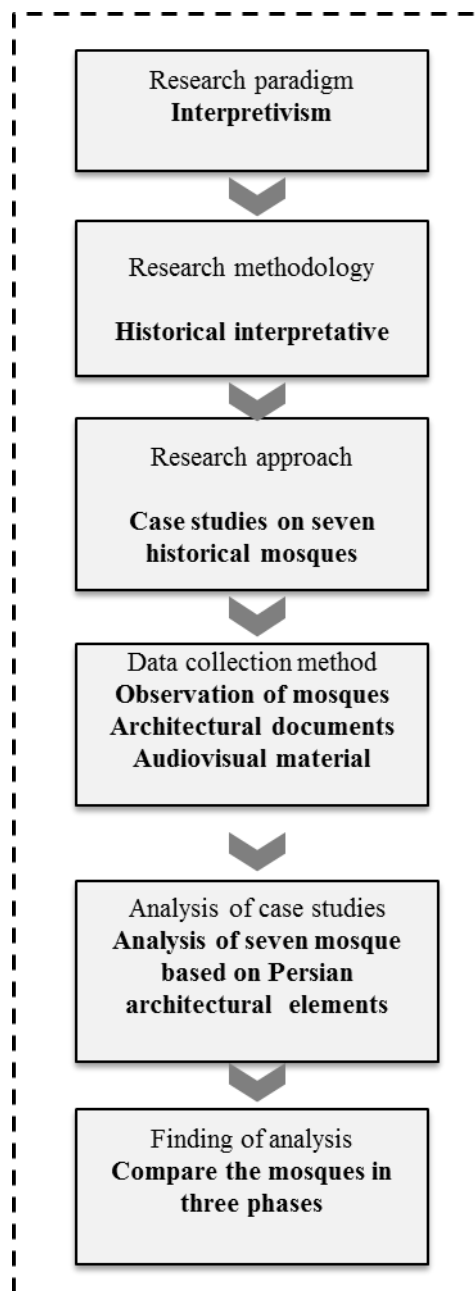 Research paradigm
Interpretivism
Research methodology
Historical interpretative
Research approach
Case studies on seven
historical mosques
Data collection method
Observation of mosques
Architectural documents
Audiovisual material
Analysis of case studies
Analysis of seven mosque
based on Persian
architectural elements
Finding of analysis
Compare the mosques in
three phases